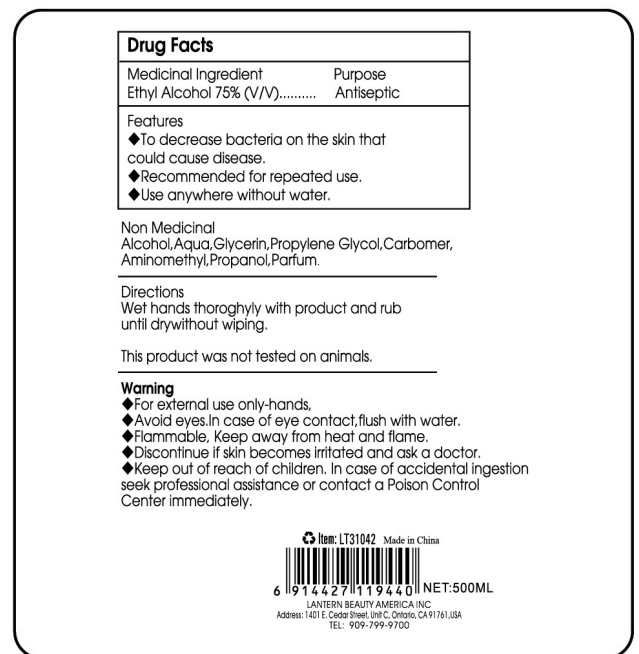 Drug Facts
Medicinal Ingredient Purpose
Ethyl Alcohol 75% (V/V).......... Antiseptic
Features
◆To decrease bacteria on the skin that
could cause disease.
◆Recommended for repeated use.
◆Use anywhere without water.
Non Medicinal
Alcohol,Aqua,Glycerin,Propylene Glycol,Carbomer,
Aminomethyl,Propanol,Parfum.
Directions
Wet hands thoroghyly with product and rub
until drywithout wiping.
This product was not tested on animals.
Warning
◆For external use only-hands,
◆Avoid eyes.In case of eye contact,flush with water.
◆Flammable, Keep away from heat and flame.
◆Discontinue if skin becomes irritated and ask a doctor.
◆Keep out of reach of children. In case of accidental ingestion
seek professional assistance or contact a Poison Control
Center immediately.
Item: LT31042 Made in China
6 914427 119440 NET:500ML
LANTERN BEAUTY AMERICA INC
Address: 1401 E. Cedar Street, Unit C, Ontario, CA 91761,USA
TEL: 909-799-9700